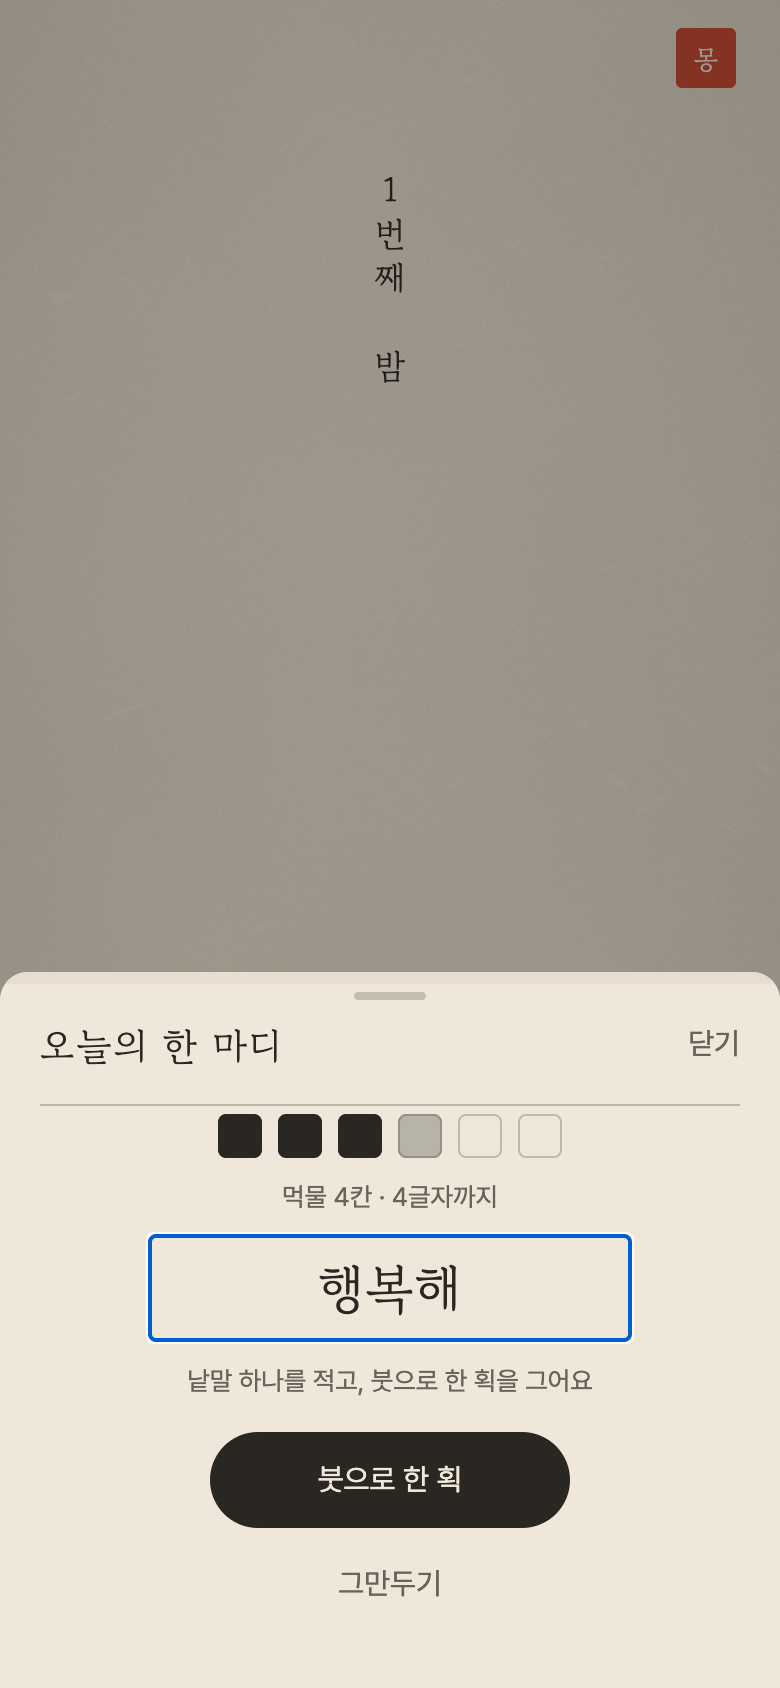 몽
1번째 밤
오늘의 한 마디
닫기
먹물 4칸 · 4글자까지
행복해
낱말 하나를 적고, 붓으로 한 획을 그어요
붓으로 한 획
그만두기